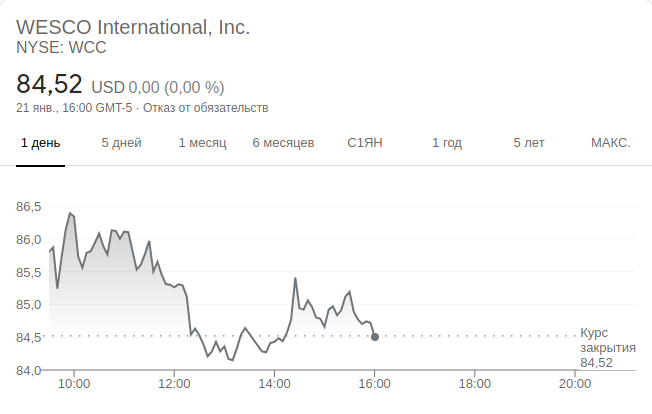 WESCO International, Inc.
NYSE: WCC
84,52 USD 0,00 (0,00 %)
21 янв., 16:00 GMT-5 · Отказ от обязательств
1 день 5 дней 1 месяц 6 месяцев С1ЯН 1 год 5 лет МАКС.
86,5
86,0
85,5
85,0
84,5
84,0
Курс
закрытия
84,52
10:00 12:00 14:00 16:00 18:00 20:00